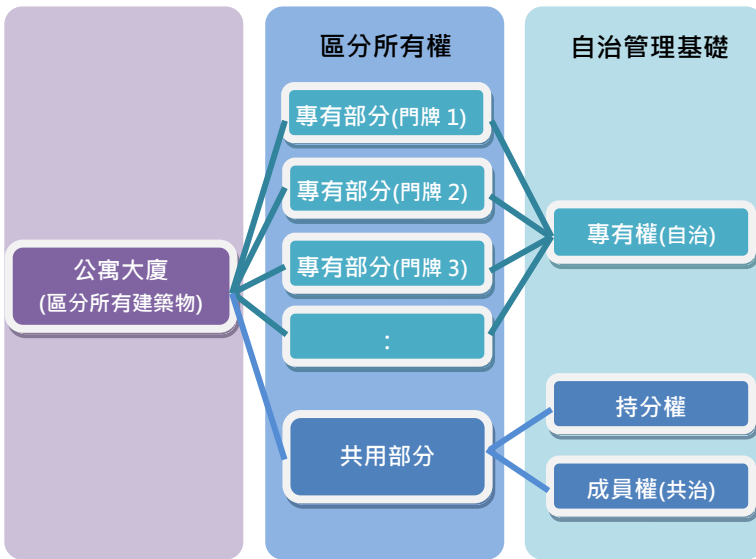 區分所有權
自治管理基礎
專有部分(門牌 1)
專有部分(門牌 2)
專有部分(門牌 3)
:
共用部分
公寓大廈
(區分所有建築物)
專有權(自治)
持分權
成員權(共治)